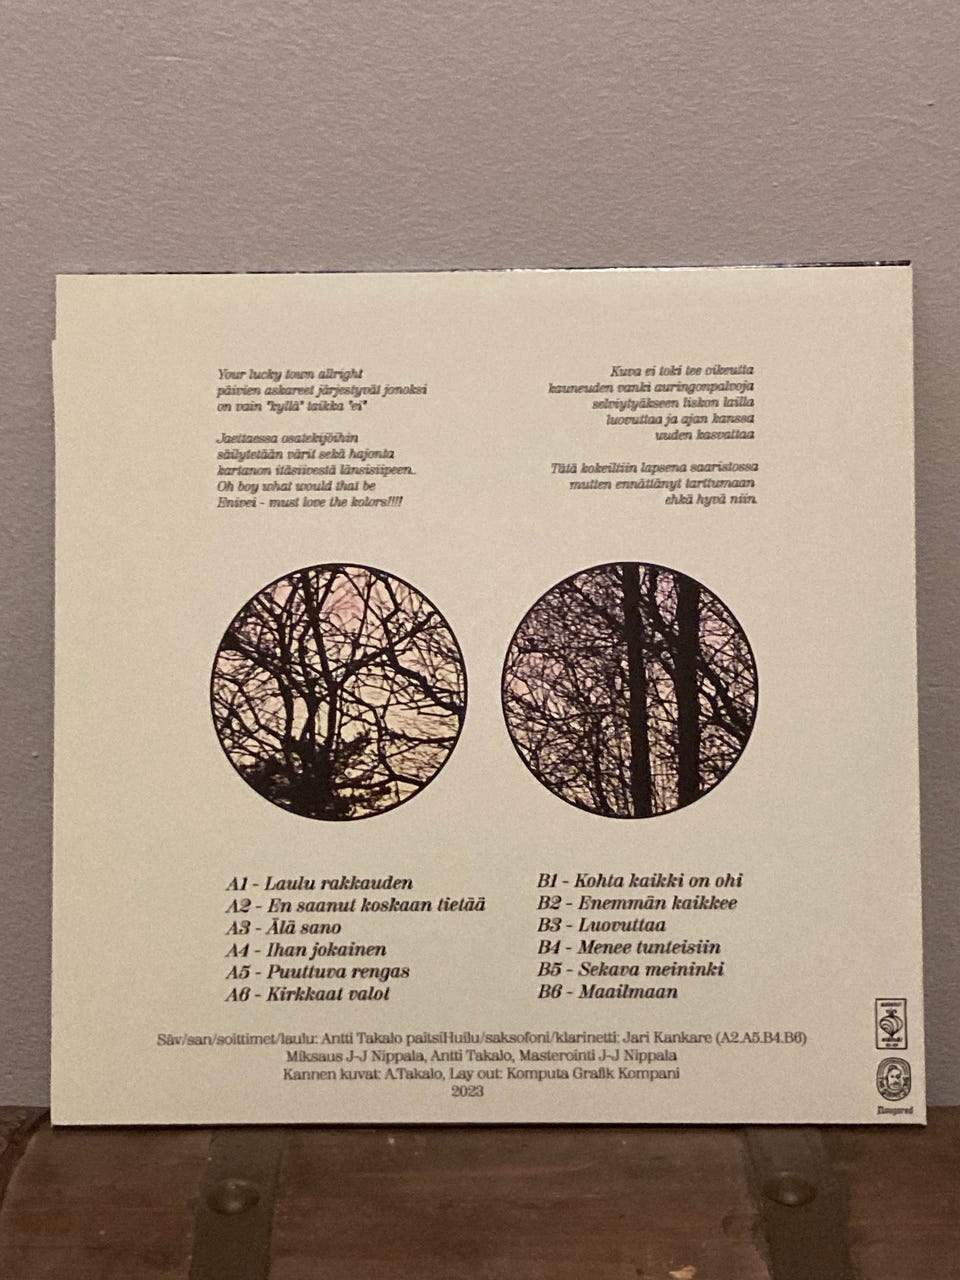 Your lucky town allright
päivien askareet järjestyvät jonoksi
on vain "kyllä" taikka "ei"
Jaettaessa osatekijöihin
säilytetään värit sekä hajonta
kartanon itäsiivestä länsisiipeen.
Oh boy what would that be
Enivei - must love the kolors!!!!
Kuva ei toki tee oikeutta
kauneuden vanki auringonpalvoja
selviytyäkseen liskon lailla
luovuttaa ja ajan kanssa
uuden kasvattaa
Tätä kokeiltiin lapsena saaristossa
mutten ennättänyt tarttumaan
ehkä hyvä niin.
A1 - Laulu rakkauden
A2 - En saanut koskaan tietää
A3 - Älä sano
A4 - Ihan jokainen
A5 - Puuttuva rengas
A6 - Kirkkaat valot
B1 - Kohta kaikki on ohi
B2 - Enemmän kaikkee
B3 - Luovuttaa
B4 - Menee tunteisiin
B5 - Sekava meininki
B6 - Maailmaan
Säv/san/soittimet/laulu: Antti Takalo paitsiHuilu/saksofoni/klarinetti: Jari Kankare (A2.A5.B4.B6)
Miksaus J-J Nippala, Antti Takalo, Masterointi J-J Nippala
Kannen kuvat: A.Takalo, Lay out: Komputa Grafik Kompani
2023